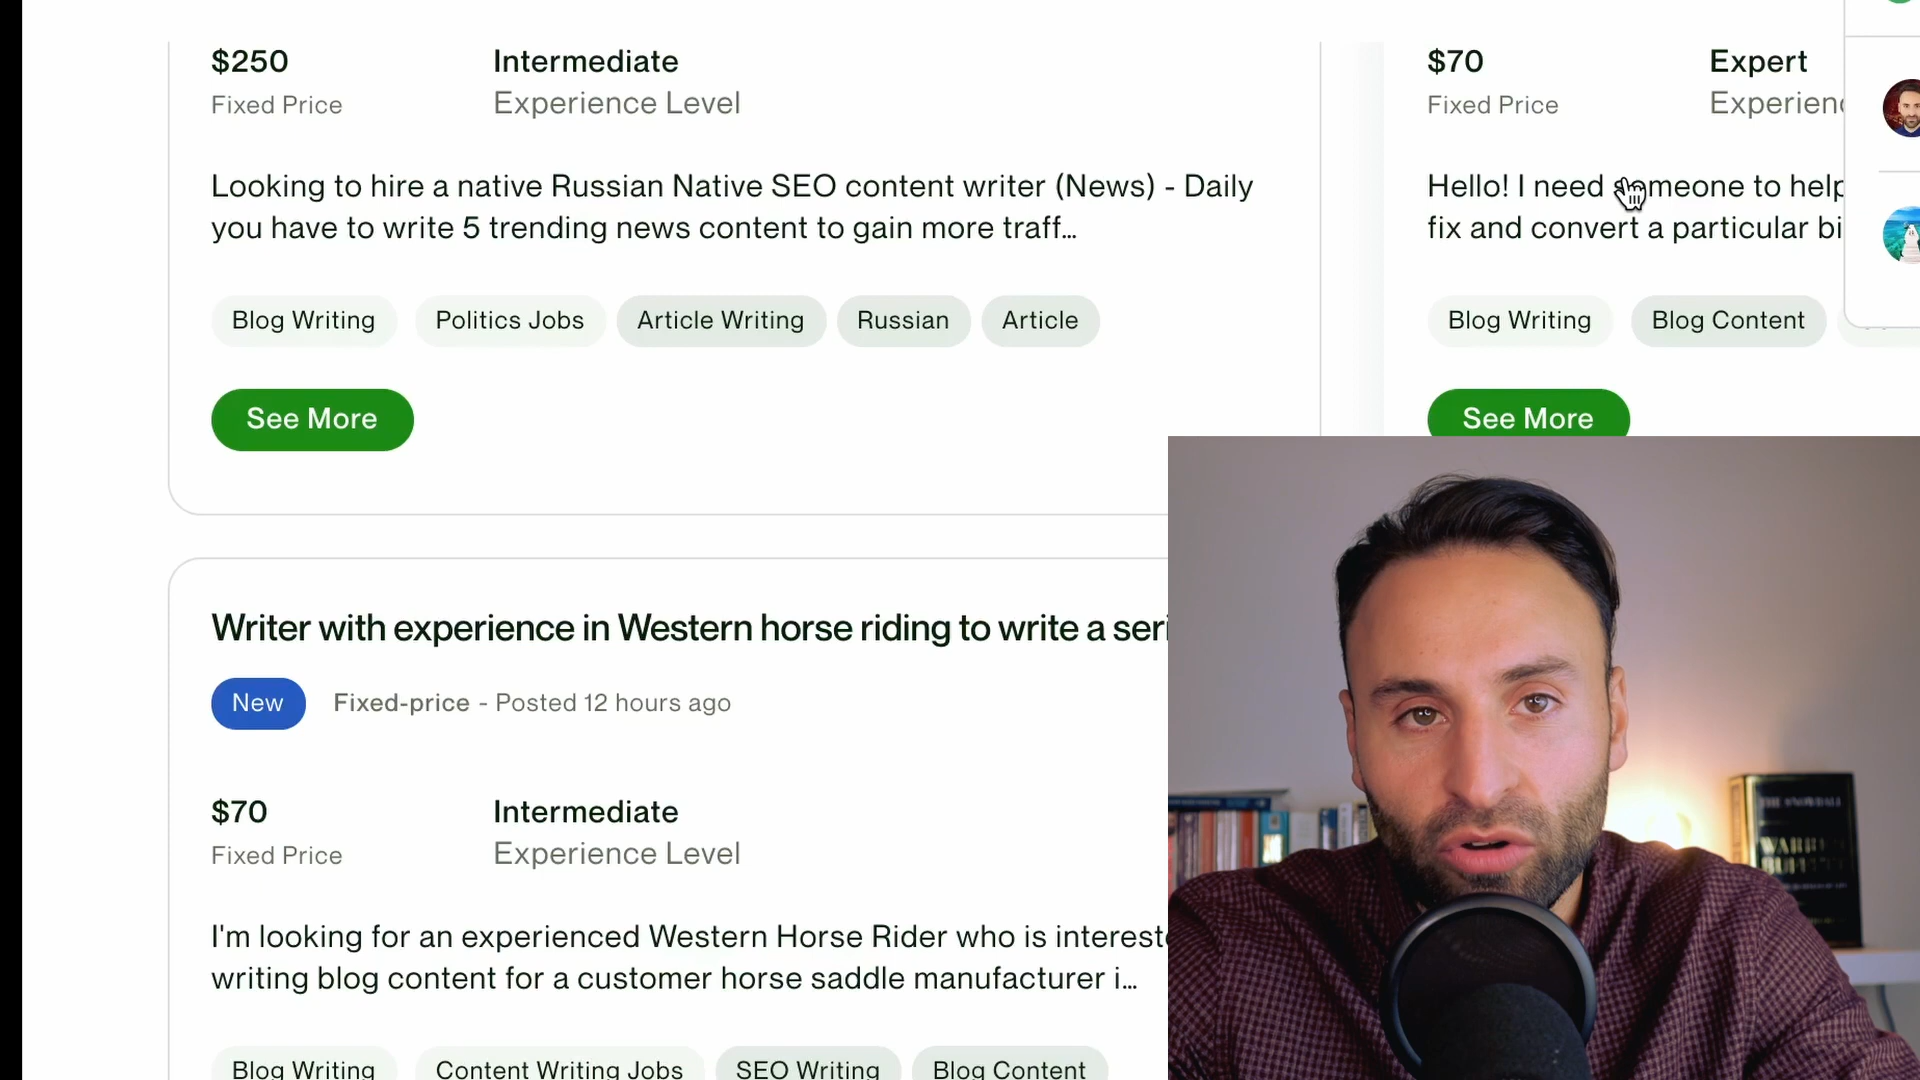 $250
Intermediate
Fixed Price
Experience Level
Looking to hire a native Russian Native SEO content writer (News) - Daily
you have to write 5 trending news content to gain more traff...
Blog Writing
Politics Jobs
Article Writing
Russian
Article
See More
$70
Expert
Fixed Price
Hello! I need someone to help
fix and convert a particular bi
Blog Writing
Blog Content
See More
Writer with experience in Western horse riding to write a seri
New
Fixed-price - Posted 12 hours ago
$70
Intermediate
Fixed Price
Experience Level
I'm looking for an experienced Western Horse Rider who is intereste
writing blog content for a customer horse saddle manufacturer i...
Blog Writing
Content Writing Jobs
SEO Writing
Blog Content
THE SNOWBALL